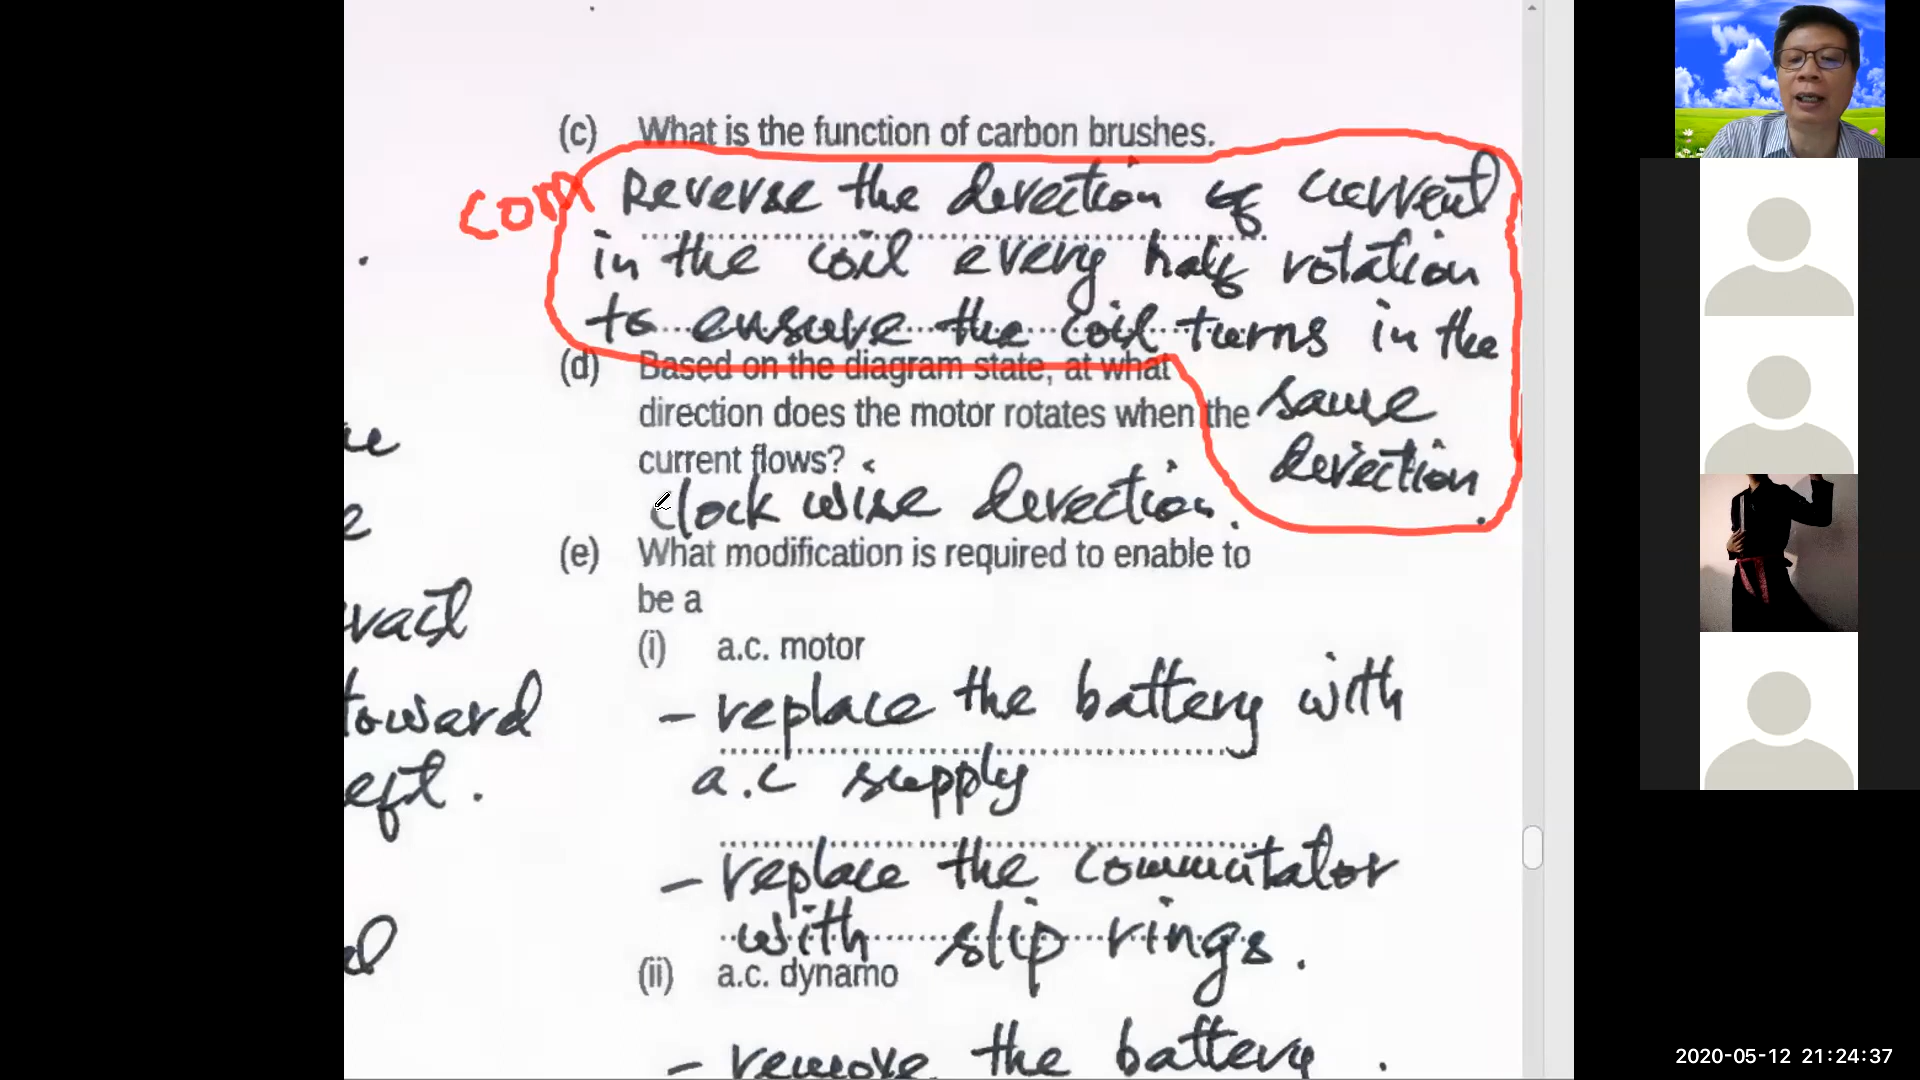 (c) What is the function of carbon brushes.
com
Reverse the direction of current
in the coil every half rotation
to ensure the coil turns in the
same
direction.
(d) Based on the diagram state, at what
direction does the motor rotates when the
current flows?
clock wise direction.
(e) What modification is required to enable to
be a
(i) a.c. motor
- replace the battery with
a.c supply
- replace the commutator
with slip rings.
(ii) a.c. dynamo
- remove the battery.
toward
2020-05-12 21:24:37